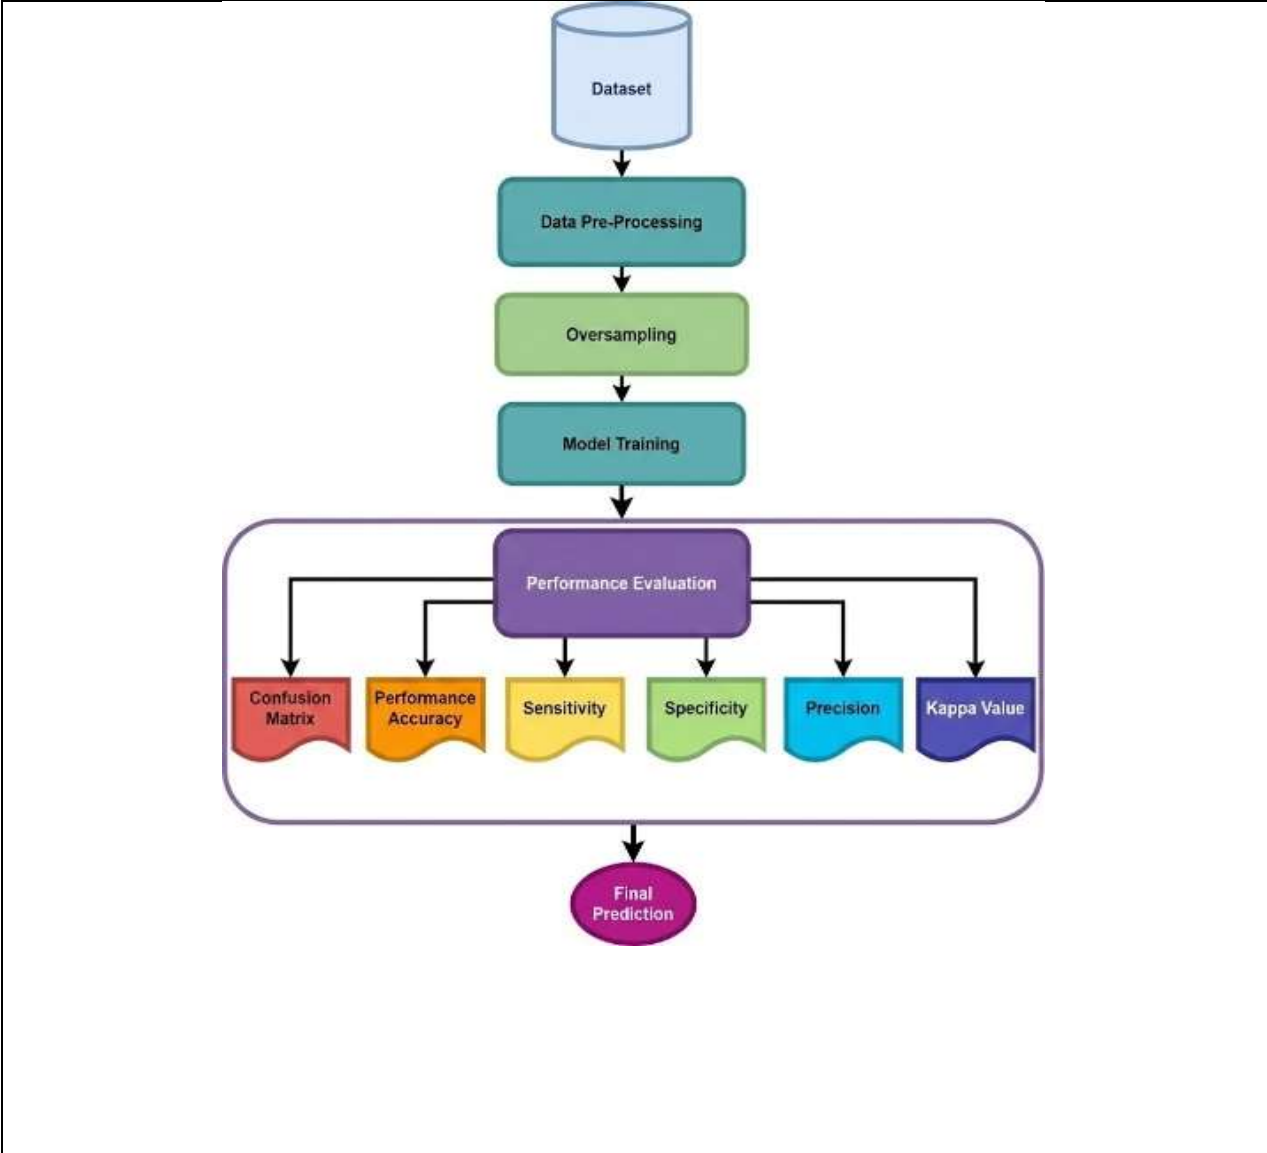 Dataset
Data Pre-Processing
Oversampling
Model Training
Performance Evaluation
Confusion
Matrix
Performance
Accuracy
Sensitivity
Specificity
Precision
Kappa Value
Final
Prediction